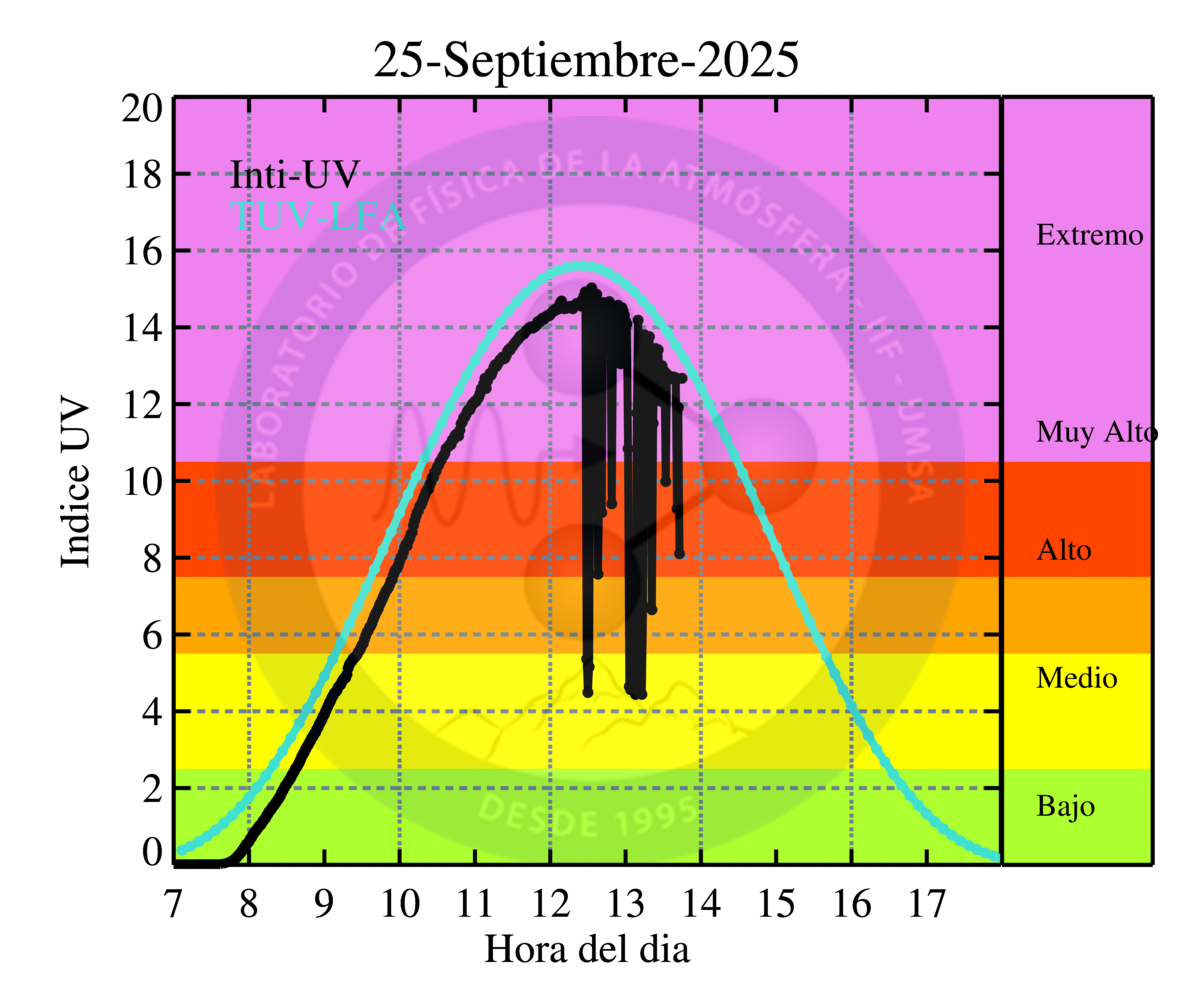 25-Septiembre-2025
20
18
16
14
12
10
8
6
4
2
0
Indice UV
Inti-UV
TUV-LFA
LABORATORIO DE FÍSICA DE LA ATMÓSFERA - IIF - UMSA
DESDE 1995
Extremo
Muy Alto
Alto
Medio
Bajo
7 8 9 10 11 12 13 14 15 16 17
Hora del dia